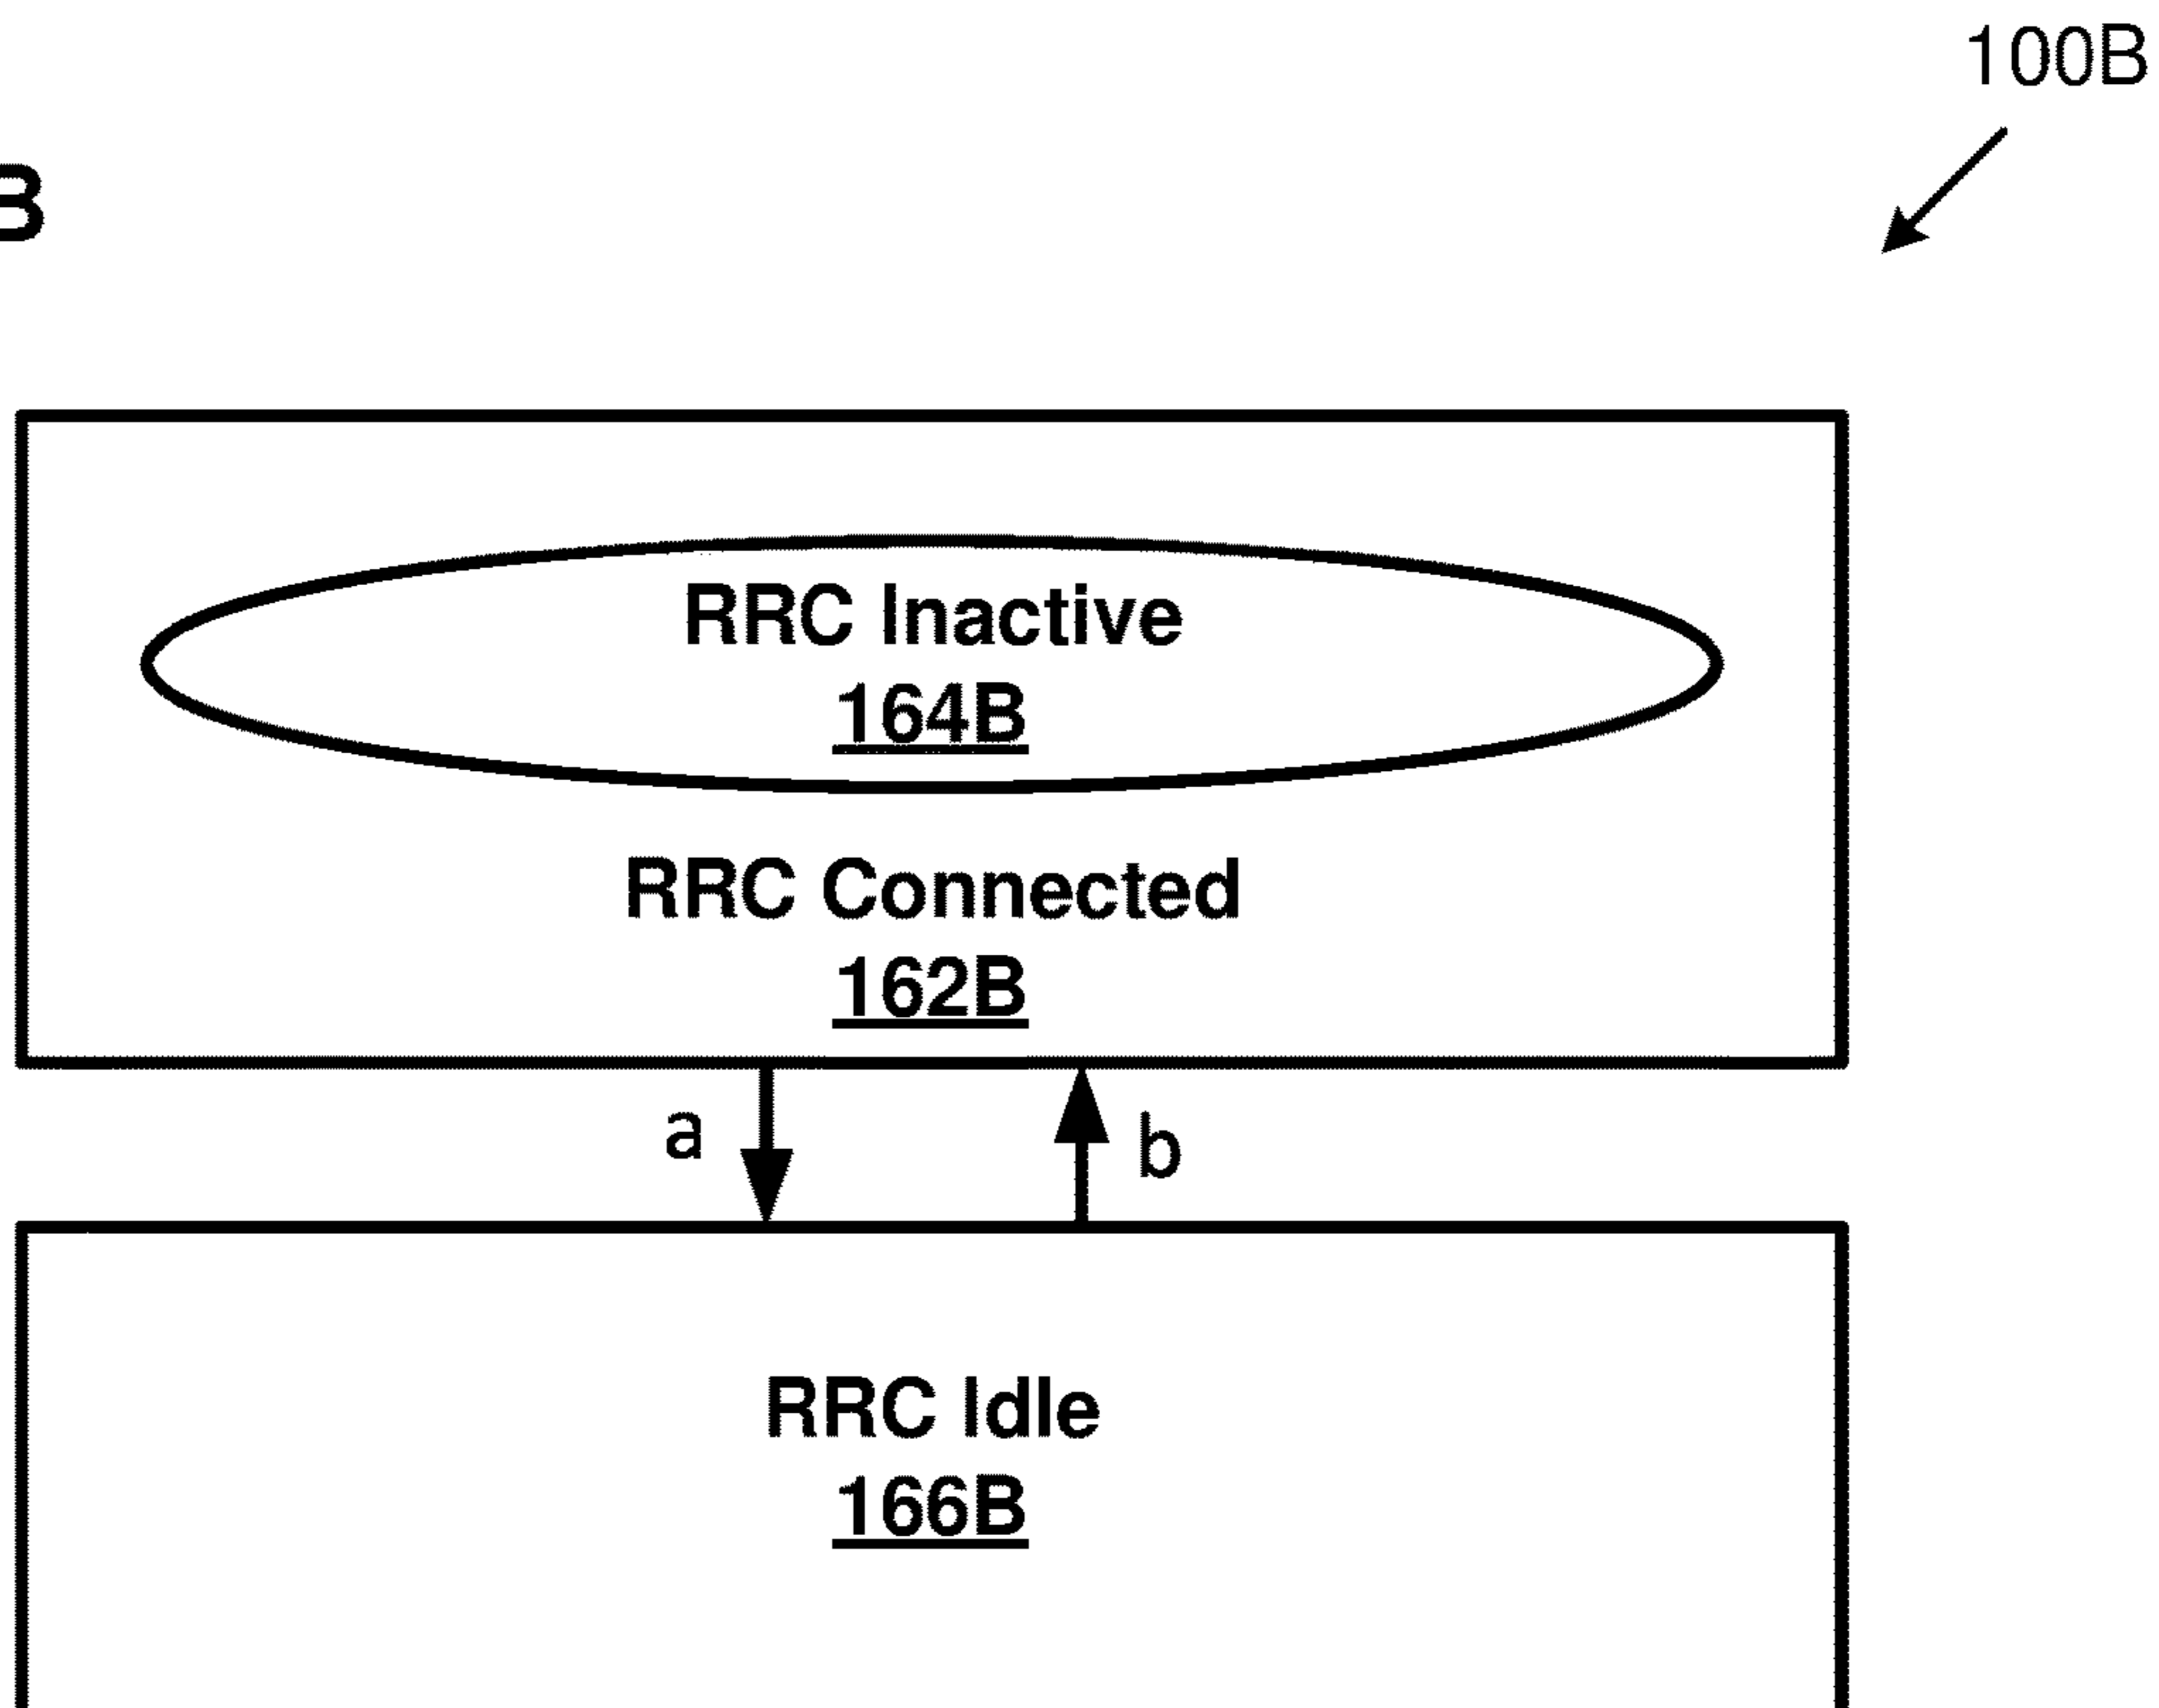 100B
B
RRC Inactive
164B
RRC Connected
162B
a
b
RRC Idle
166B